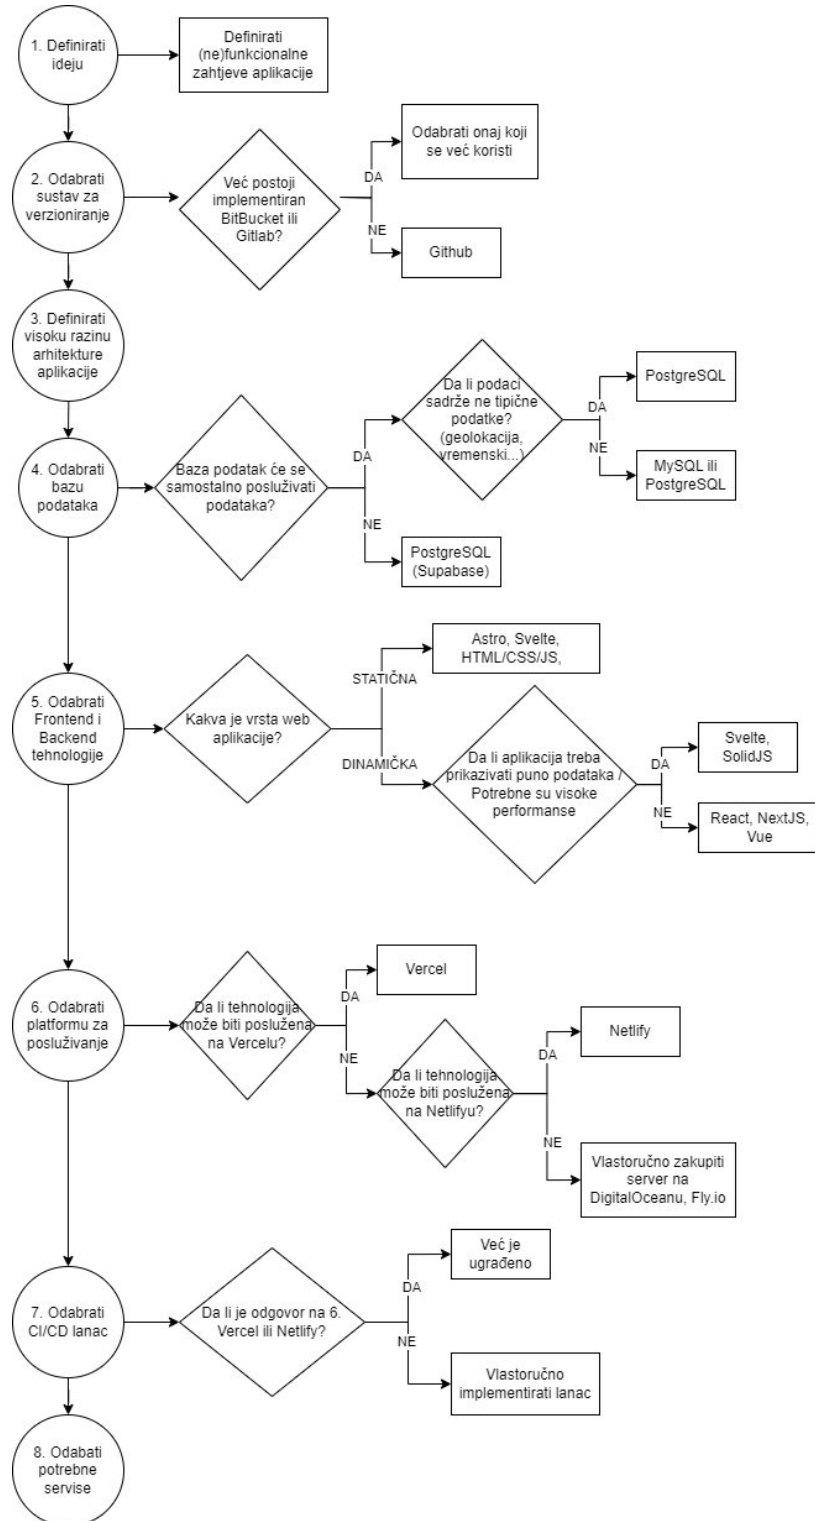 1. Definirati
ideju
Definirati
(ne)funkcionalne
zahtjeve aplikacije
2. Odabrati
sustav za
verzioniranje
Već postoji
implementiran
BitBucket ili
Gitlab?
DA
Odabrati onaj koji
se već koristi
NE
Github
3. Definirati
visoku razinu
arhitekture
aplikacije
4. Odabrati
bazu
podataka
Baza podatak će se
samostalno posluživati
podataka?
DA
Da li podaci
sadrže ne tipične
podatke?
(geolokacija,
vremenski...)
DA
PostgreSQL
NE
MySQL ili
PostgreSQL
NE
PostgreSQL
(Supabase)
5. Odabrati
Frontend i
Backend
tehnologije
Kakva je vrsta web
aplikacije?
STATIČNA
Astro, Svelte,
HTML/CSS/JS,
DINAMIČKA
Da li aplikacija treba
prikazivati puno podataka /
Potrebne su visoke
performanse
DA
Svelte,
SolidJS
NE
React, NextJS,
Vue
6. Odabrati
platformu za
posluživanje
Da li tehnologija
može biti poslužena
na Vercelu?
DA
Vercel
NE
Da li tehnologija
može biti poslužena
na Netlifyu?
DA
Netlify
NE
Vlastoručno zakupiti
server na
DigitalOceanu, Fly.io
7. Odabrati
CI/CD lanac
Da li je odgovor na 6.
Vercel ili Netlify?
DA
Već je
ugrađeno
NE
Vlastoručno
implementirati lanac
8. Odabati
potrebne
servise